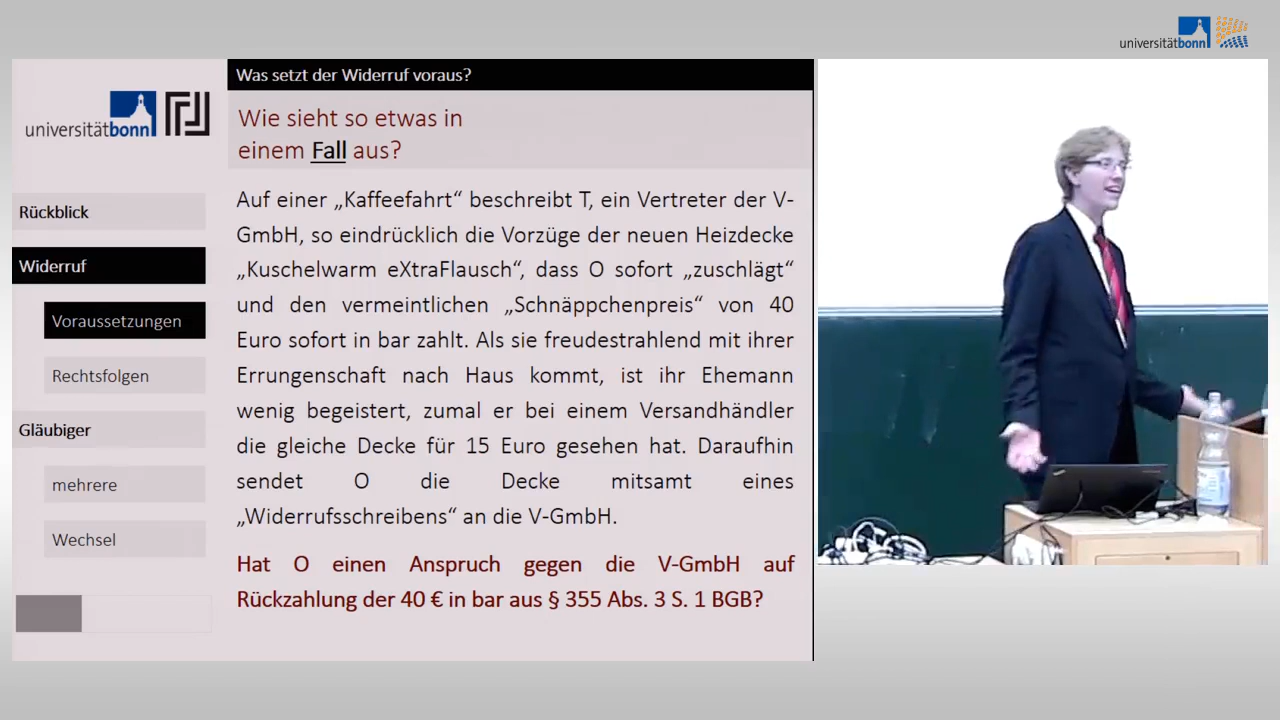 universitätbonn
Was setzt der Widerruf voraus?
universitätbonn
Wie sieht so etwas in
einem Fall aus?
Rückblick
Widerruf
Voraussetzungen
Rechtsfolgen
Gläubiger
mehrere
Wechsel
Auf einer „Kaffeefahrt“ beschreibt T, ein Vertreter der V-
GmbH, so eindrücklich die Vorzüge der neuen Heizdecke
„Kuschelwarm eXtraFlausch“, dass O sofort „zuschlägt“
und den vermeintlichen „Schnäppchenpreis“ von 40
Euro sofort in bar zahlt. Als sie freudestrahlend mit ihrer
Errungenschaft nach Haus kommt, ist ihr Ehemann
wenig begeistert, zumal er bei einem Versandhändler
die gleiche Decke für 15 Euro gesehen hat. Daraufhin
sendet O die Decke mitsamt eines
„Widerrufsschreibens“ an die V-GmbH.
Hat O einen Anspruch gegen die V-GmbH auf
Rückzahlung der 40 € in bar aus § 355 Abs. 3 S. 1 BGB?